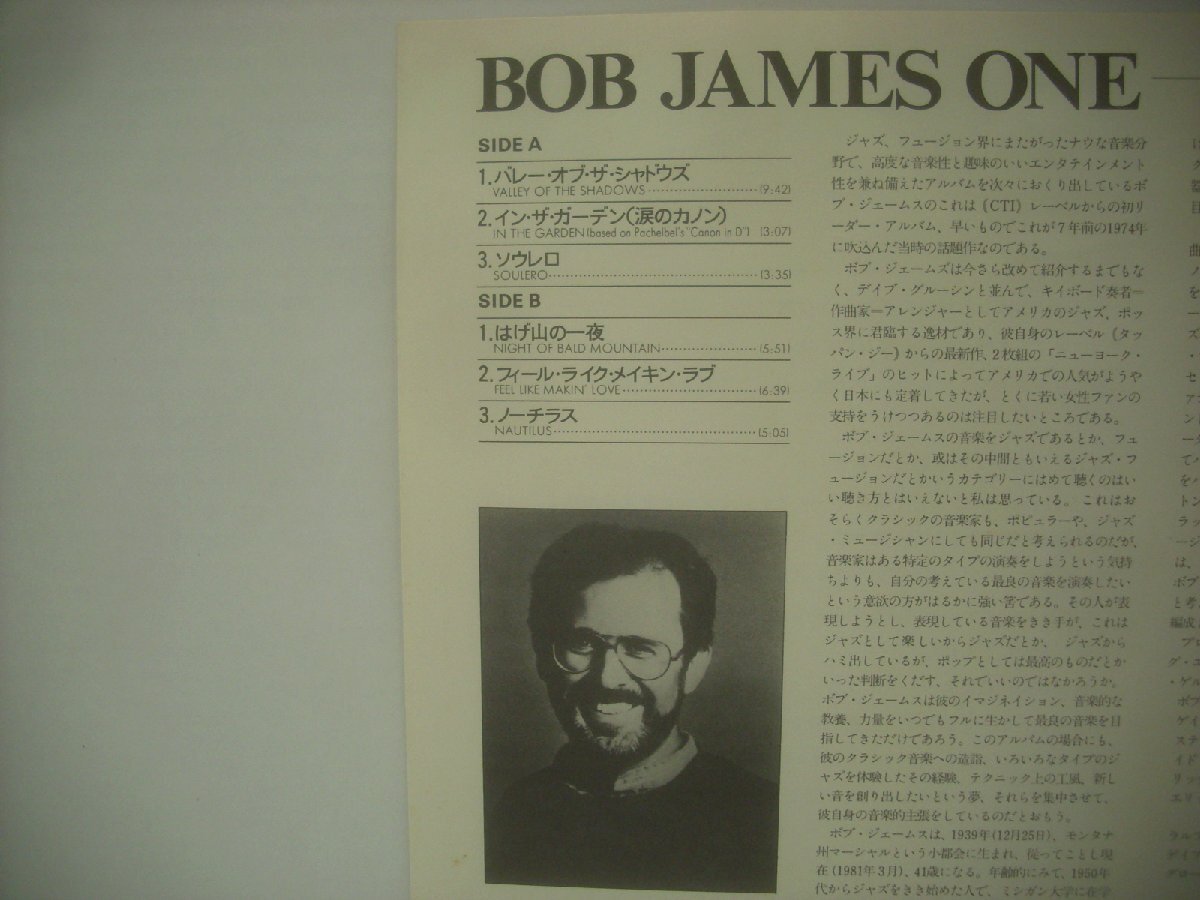 BOB JAMES ONE
SIDE A
1.バレー・オブ・ザ・シャドウズ
VALLEY OF THE SHADOWS (9:42)
2.イン・ザ・ガーデン(涙のカノン)
IN THE GARDEN(based on Pachelbel's "Canon in D") (3:07)
3.ソウレロ
SOULERO (3:35)
SIDE B
1.はげ山の一夜
NIGHT OF BALD MOUNTAIN (5:51)
2.フィール・ライク・メイキン・ラブ
FEEL LIKE MAKIN' LOVE (6:39)
3.ノーチラス
NAUTILUS (5:05)
ジャズ、フュージョン界にまたがったナウな音楽分
野で、高度な音楽性と趣味のいいエンタテインメント
性を兼ね備えたアルバムを次々におくり出しているボ
ブ・ジェームスのこれは〔CTI〕レーベルからの初リ
ーダー・アルバム、早いものでこれが7年前の1974年
に吹込んだ当時の話題作なのである。
ボブ・ジェームズは今さら改めて紹介するまでもな
く、デイブ・グルーシンと並んで、キイボード奏者=
作曲家=アレンジャーとしてアメリカのジャズ、ポッ
ス界に君臨する逸材であり、彼自身のレーベル〔タッ
パン・ジー〕からの最新作、2枚組の「ニューヨーク・
ライブ」のヒットによってアメリカでの人気がようや
く日本にも定着してきたが、とくに若い女性ファンの
支持をうけつつあるのは注目したいところである。
ボブ・ジェームスの音楽をジャズであるとか、フュ
ージョンだとか、或はその中間ともいえるジャズ・フ
ュージョンだとかいうカテゴリーにはめて聴くのはい
い聴き方とはいえないと私は思っている。これはお
そらくクラシックの音楽家も、ポピュラーや、ジャズ
・ミュージシャンにしても同じだと考えられるのだが、
音楽家はある特定のタイプの演奏をしようという気持
ちよりも、自分の考えている最良の音楽を演奏したい
という意欲の方がはるかに強い筈である。その人が表
現しようとし、表現している音楽をきき手が、これは
ジャズとして楽しいからジャズだとか、ジャズから
ハミ出しているが、ポップとしては最高のものだとか
いった判断をくだす、それでいいのではなかろうか。
ボブ・ジェームスは彼のイマジネイション、音楽的な
教養、力量をいつでもフルに生かして最良の音楽を目
指してきただけであろう。このアルバムの場合にも、
彼のクラシック音楽への造詣、いろいろなタイプのジ
ャズを体験したその経験、テクニック上の工風、新し
い音を創り出したいという夢、それらを集中させて、
彼自身の音楽的主張をしているのだとおもう。
ボブ・ジェームスは、1939年(12月25日)、モンタナ
州マーシャルという小都会に生まれ、従ってことし現
在(1981年3月)、41歳になる。年齢的にみて、1950年
代からジャズをきき始めた人で、ミシガン大学に在学